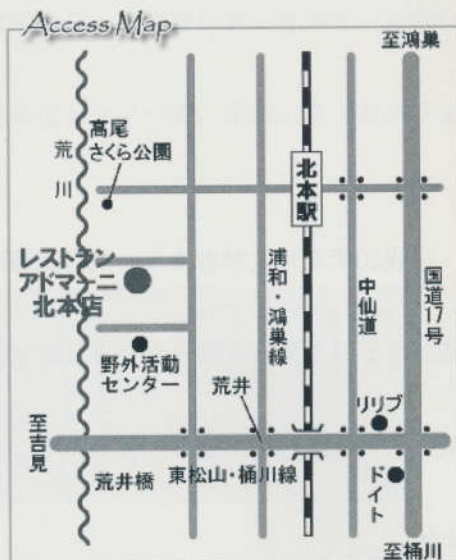 Access Map
至鴻巣
高尾
さくら公園
荒川
北本駅
レストラン
アドマーニ
北本店
浦和・鴻巣線
中仙道
国道17号
野外活動
センター
荒井
リリブ
至吉見
荒井橋
東松山・桶川線
ドイト
至桶川